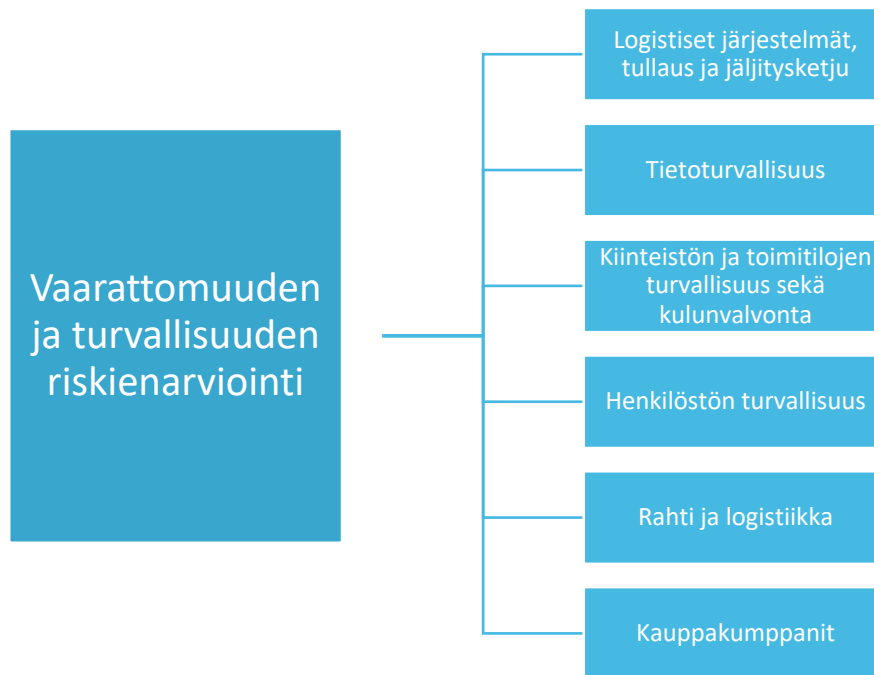 Vaarattomuuden
ja turvallisuuden
riskienarviointi
Logistiset järjestelmät,
tullaus ja jäljitysketju
Tietoturvallisuus
Kiinteistön ja toimitilojen
turvallisuus sekä
kulunvalvonta
Henkilöstön turvallisuus
Rahti ja logistiikka
Kauppakumppanit